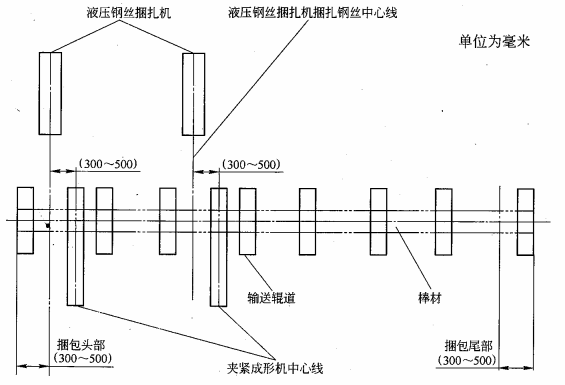 液压钢丝捆扎机
液压钢丝捆扎机捆扎钢丝中心线
单位为毫米
(300～500)
(300～500)
输送辊道
棒材
捆包头部
(300～500)
夹紧成形机中心线
捆包尾部
(300～500)